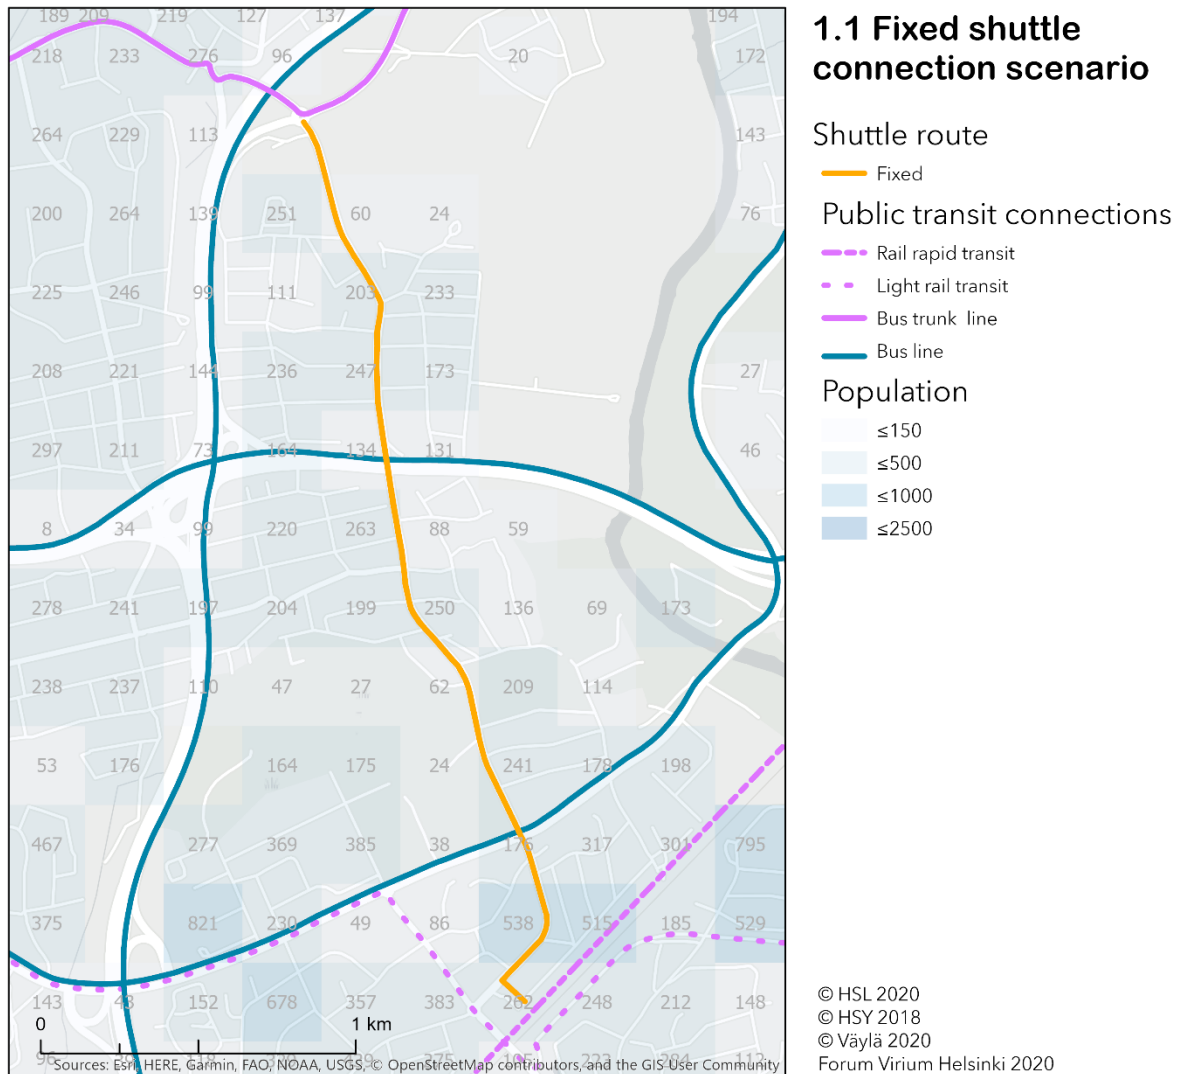 189 209 219 127 137 194
218 233 276 96 20 172
264 229 113 143
200 264 139 251 60 24 76
225 246 99 111 203 233
208 221 144 236 247 173 27
297 211 73 164 134 131 46
8 34 99 220 263 88 59
278 241 197 204 199 250 136 69 173
238 237 110 47 27 62 209 114
53 176 164 175 24 241 178 198
467 277 369 385 38 176 317 301 795
375 821 230 49 86 538 515 185 529
143 43 152 678 357 383 262 248 212 148
0 1 km
Sources: Esri, HERE, Garmin, FAO, NOAA, USGS, © OpenStreetMap contributors, and the GIS User Community
1.1 Fixed shuttle
connection scenario
Shuttle route
Fixed
Public transit connections
Rail rapid transit
Light rail transit
Bus trunk line
Bus line
Population
≤150
≤500
≤1000
≤2500
© HSL 2020
© HSY 2018
© Väylä 2020
Forum Virium Helsinki 2020